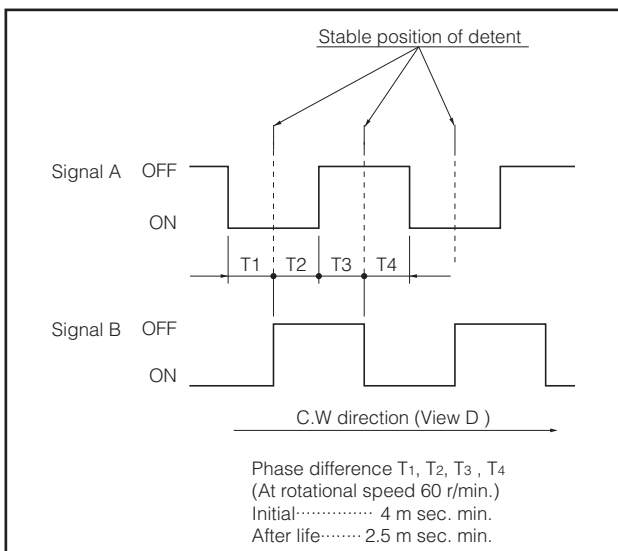 Stable position of detent
Signal A OFF
ON
T1 T2 T3 T4
Signal B OFF
ON
C.W direction (View D )
Phase difference T1, T2, T3 , T4
(At rotational speed 60 r/min.)
Initial··············· 4 m sec. min.
After life········ 2.5 m sec. min.